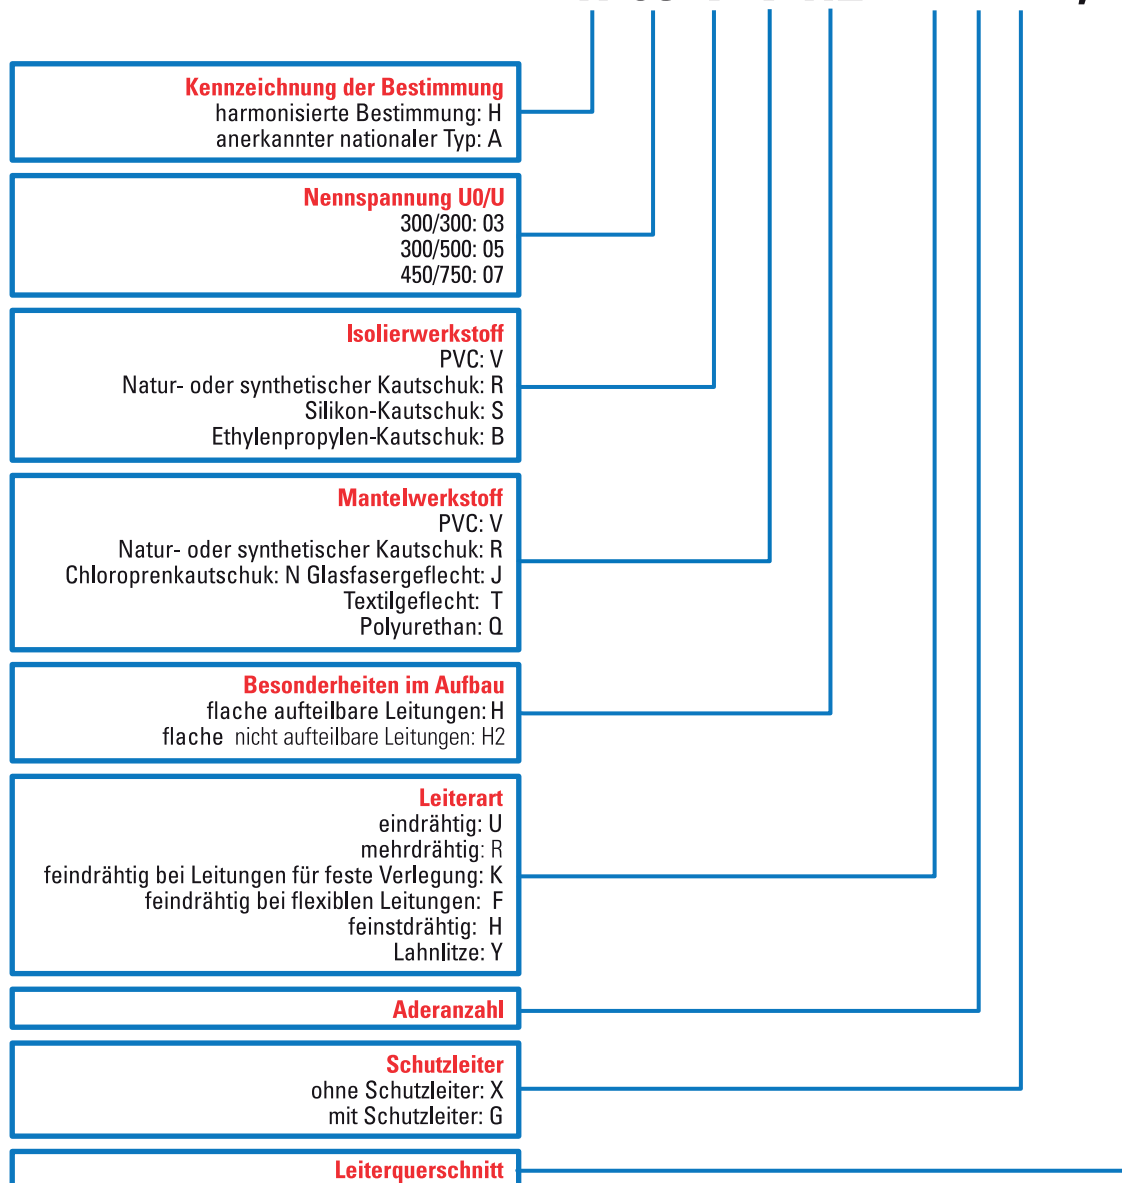 Kennzeichnung der Bestimmung
harmonisierte Bestimmung: H
anerkannter nationaler Typ: A
Nennspannung U0/U
300/300: 03
300/500: 05
450/750: 07
Isolierwerkstoff
PVC: V
Natur- oder synthetischer Kautschuk: R
Silikon-Kautschuk: S
Ethylenpropylen-Kautschuk: B
Mantelwerkstoff
PVC: V
Natur- oder synthetischer Kautschuk: R
Chloroprenkautschuk: N Glasfasergeflecht: J
Textilgeflecht: T
Polyurethan: Q
Besonderheiten im Aufbau
flache aufteilbare Leitungen: H
flache nicht aufteilbare Leitungen: H2
Leiterart
eindrähtig: U
mehrdrähtig: R
feindrähtig bei Leitungen für feste Verlegung: K
feindrähtig bei flexiblen Leitungen: F
feinstdrähtig: H
Lahnlitze: Y
Aderanzahl
Schutzleiter
ohne Schutzleiter: X
mit Schutzleiter: G
Leiterquerschnitt